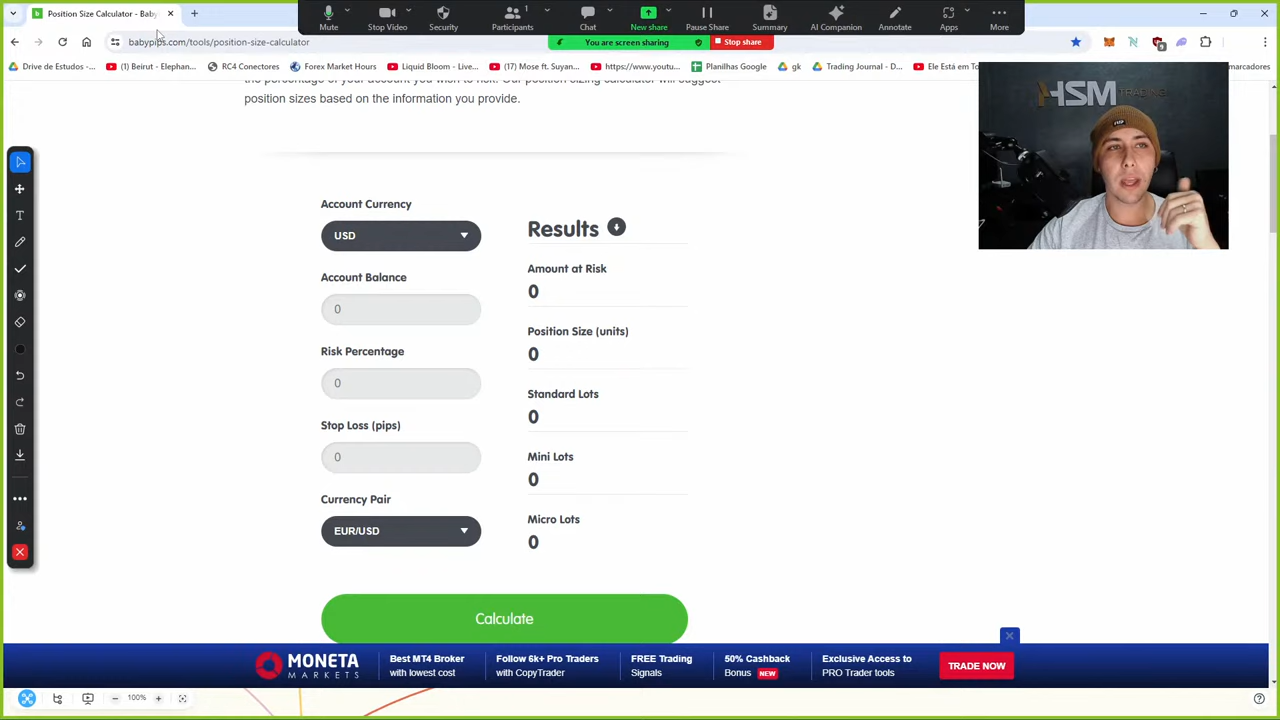 Position Size Calculator - Baby
Mute
Stop Video
Security
1
Participants
Chat
New share
Pause Share
Summary
AI Companion
Annotate
Apps
More
babypips.com/tools/position-size-calculator
You are screen sharing
Stop share
Drive de Estudos - ...
(1) Beirut - Elephan...
RC4 Conectores
Forex Market Hours
Liquid Bloom - Live...
(17) Mose ft. Suyan...
https://www.youtu...
Planilhas Google
gk
Trading Journal - D...
Ele Está em To
marcadores
the percentage of your account you wish to risk. Our position sizing calculator will suggest
position sizes based on the information you provide.
HSM
TRADING
Account Currency
USD
Account Balance
0
Risk Percentage
0
Stop Loss (pips)
0
Currency Pair
EUR/USD
Results
Amount at Risk
0
Position Size (units)
0
Standard Lots
0
Mini Lots
0
Micro Lots
0
Calculate
MONETA
MARKETS
Best MT4 Broker
with lowest cost
Follow 6k+ Pro Traders
with CopyTrader
FREE Trading
Signals
50% Cashback
Bonus NEW
Exclusive Access to
PRO Trader tools
TRADE NOW
100%